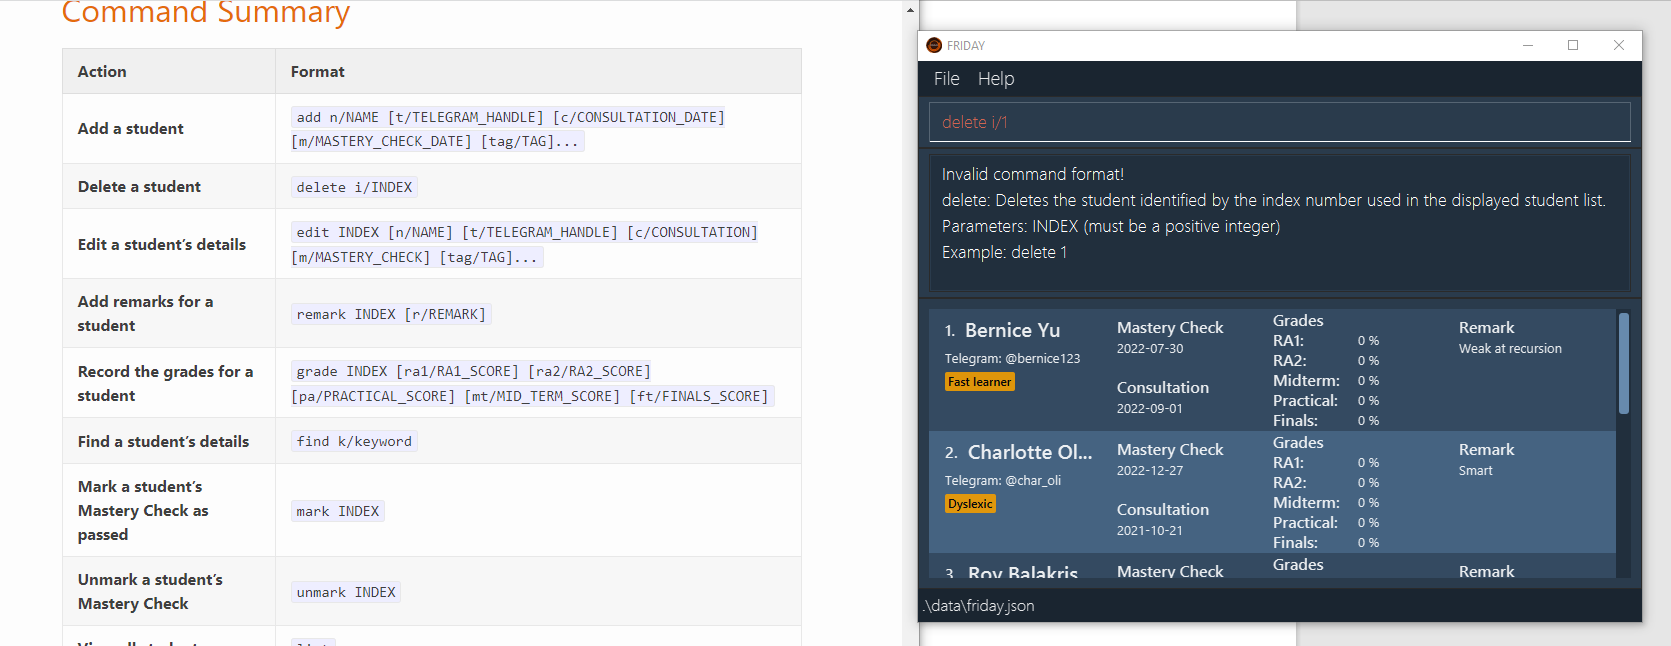 Command Summary
Action Format
Add a student
add n/NAME [t/TELEGRAM_HANDLE] [c/CONSULTATION_DATE]
[m/MASTERY_CHECK_DATE] [tag/TAG]...
Delete a student
delete i/INDEX
Edit a student’s details
edit INDEX [n/NAME] [t/TELEGRAM_HANDLE] [c/CONSULTATION]
[m/MASTERY_CHECK] [tag/TAG]...
Add remarks for a
student
remark INDEX [r/REMARK]
Record the grades for a
student
grade INDEX [ra1/RA1_SCORE] [ra2/RA2_SCORE]
[pa/PRACTICAL_SCORE] [mt/MID_TERM_SCORE] [ft/FINALS_SCORE]
Find a student’s details
find k/keyword
Mark a student’s
Mastery Check as
passed
mark INDEX
Unmark a student’s
Mastery Check
unmark INDEX
FRIDAY
File Help
delete i/1
Invalid command format!
delete: Deletes the student identified by the index number used in the displayed student list.
Parameters: INDEX (must be a positive integer)
Example: delete 1
1. Bernice Yu
Telegram: @bernice123
Fast learner
Mastery Check
2022-07-30
Consultation
2022-09-01
Grades
RA1: 0 %
RA2: 0 %
Midterm: 0 %
Practical: 0 %
Finals: 0 %
Remark
Weak at recursion
2. Charlotte Ol...
Telegram: @char_oli
Dyslexic
Mastery Check
2022-12-27
Consultation
2021-10-21
Grades
RA1: 0 %
RA2: 0 %
Midterm: 0 %
Practical: 0 %
Finals: 0 %
Remark
Smart
3. Roy Balakris
Mastery Check
Grades
Remark
.\data\friday.json